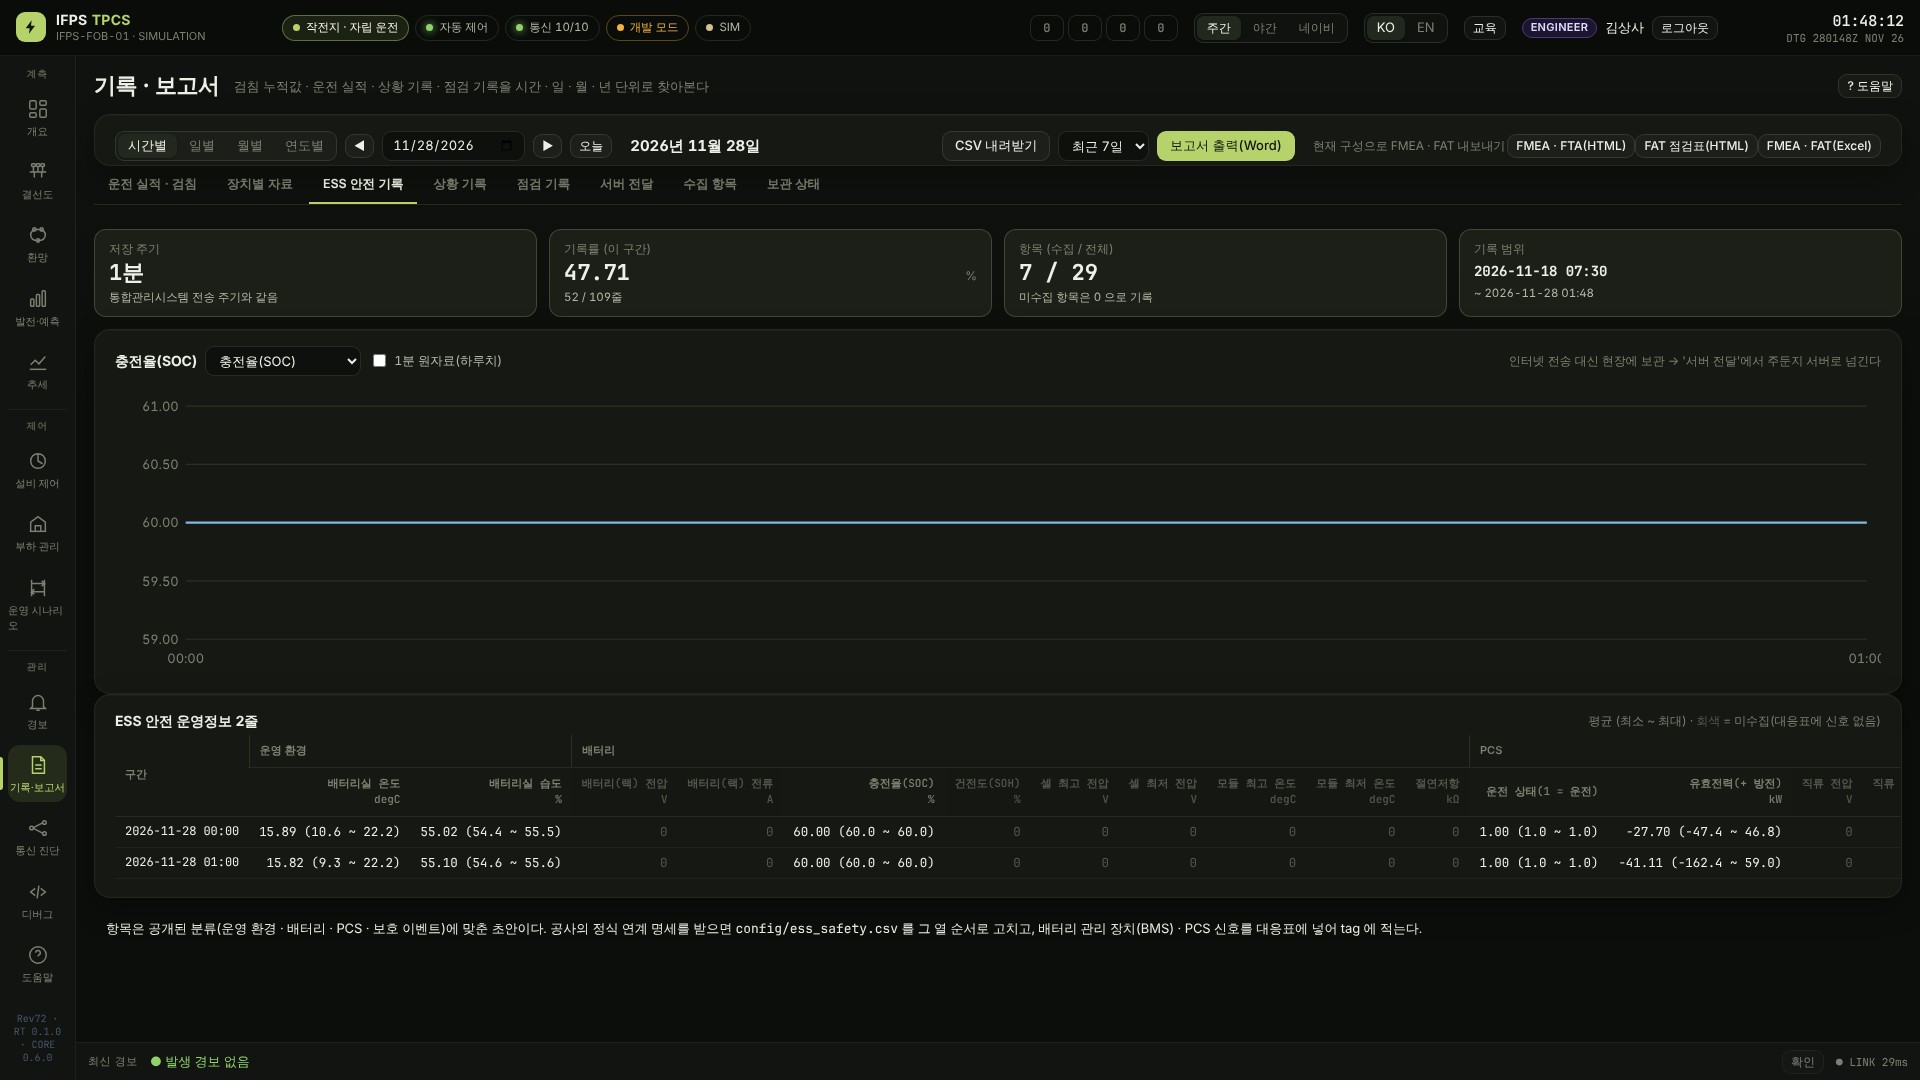 IFPS TPCS
IFPS-FOB-01 · SIMULATION
작전지 · 자립 운전
자동 제어
통신 10/10
개발 모드
SIM
0
0
0
0
주간
야간
네이비
KO
EN
교육
ENGINEER
김상사
로그아웃
01:48:12
DTG 280148Z NOV 26
계측
개요
결선도
환망
발전·예측
추세
제어
설비 제어
부하 관리
운영 시나리
오
관리
경보
기록·보고서
통신 진단
디버그
도움말
Rev72 ·
RT 0.1.0
· CORE
0.6.0
기록 · 보고서
검침 누적값 · 운전 실적 · 상황 기록 · 점검 기록을 시간 · 일 · 월 · 년 단위로 찾아본다
? 도움말
시간별
일별
월별
연도별
◀
11/28/2026
▶
오늘
2026년 11월 28일
CSV 내려받기
최근 7일
보고서 출력(Word)
현재 구성으로 FMEA · FAT 내보내기
FMEA · FTA(HTML)
FAT 점검표(HTML)
FMEA · FAT(Excel)
운전 실적 · 검침
장치별 자료
ESS 안전 기록
상황 기록
점검 기록
서버 전달
수집 항목
보관 상태
저장 주기
1분
통합관리시스템 전송 주기와 같음
기록률 (이 구간)
47.71
%
52 / 109줄
항목 (수집 / 전체)
7 / 29
미수집 항목은 0 으로 기록
기록 범위
2026-11-18 07:30
~ 2026-11-28 01:48
충전율(SOC)
충전율(SOC)
1분 원자료(하루치)
인터넷 전송 대신 현장에 보관 → '서버 전달'에서 주둔지 서버로 넘긴다
61.00
60.50
60.00
59.50
59.00
00:00
01:00
ESS 안전 운영정보 2줄
평균 (최소 ~ 최대) · 회색 = 미수집(대응표에 신호 없음)
구간
운영 환경
배터리
PCS
배터리실 온도 degC
배터리실 습도 %
배터리(랙) 전압 V
배터리(랙) 전류 A
충전율(SOC) %
건전도(SOH) %
셀 최고 전압 V
셀 최저 전압 V
모듈 최고 온도 degC
모듈 최저 온도 degC
절연저항 kΩ
운전 상태(1 = 운전)
유효전력(+ 방전) kW
직류 전압 V
직류
2026-11-28 00:00 15.89 (10.6 ~ 22.2) 55.02 (54.4 ~ 55.5) 0 0 60.00 (60.0 ~ 60.0) 0 0 0 0 0 0 1.00 (1.0 ~ 1.0) -27.70 (-47.4 ~ 46.8) 0
2026-11-28 01:00 15.82 (9.3 ~ 22.2) 55.10 (54.6 ~ 55.6) 0 0 60.00 (60.0 ~ 60.0) 0 0 0 0 0 0 1.00 (1.0 ~ 1.0) -41.11 (-162.4 ~ 59.0) 0
항목은 공개된 분류(운영 환경 · 배터리 · PCS · 보호 이벤트)에 맞춘 초안이다. 공사의 정식 연계 명세를 받으면 config/ess_safety.csv 를 그 열 순서로 고치고, 배터리 관리 장치(BMS) · PCS 신호를 대응표에 넣어 tag 에 적는다.
최신 경보
발생 경보 없음
확인
LINK 29ms